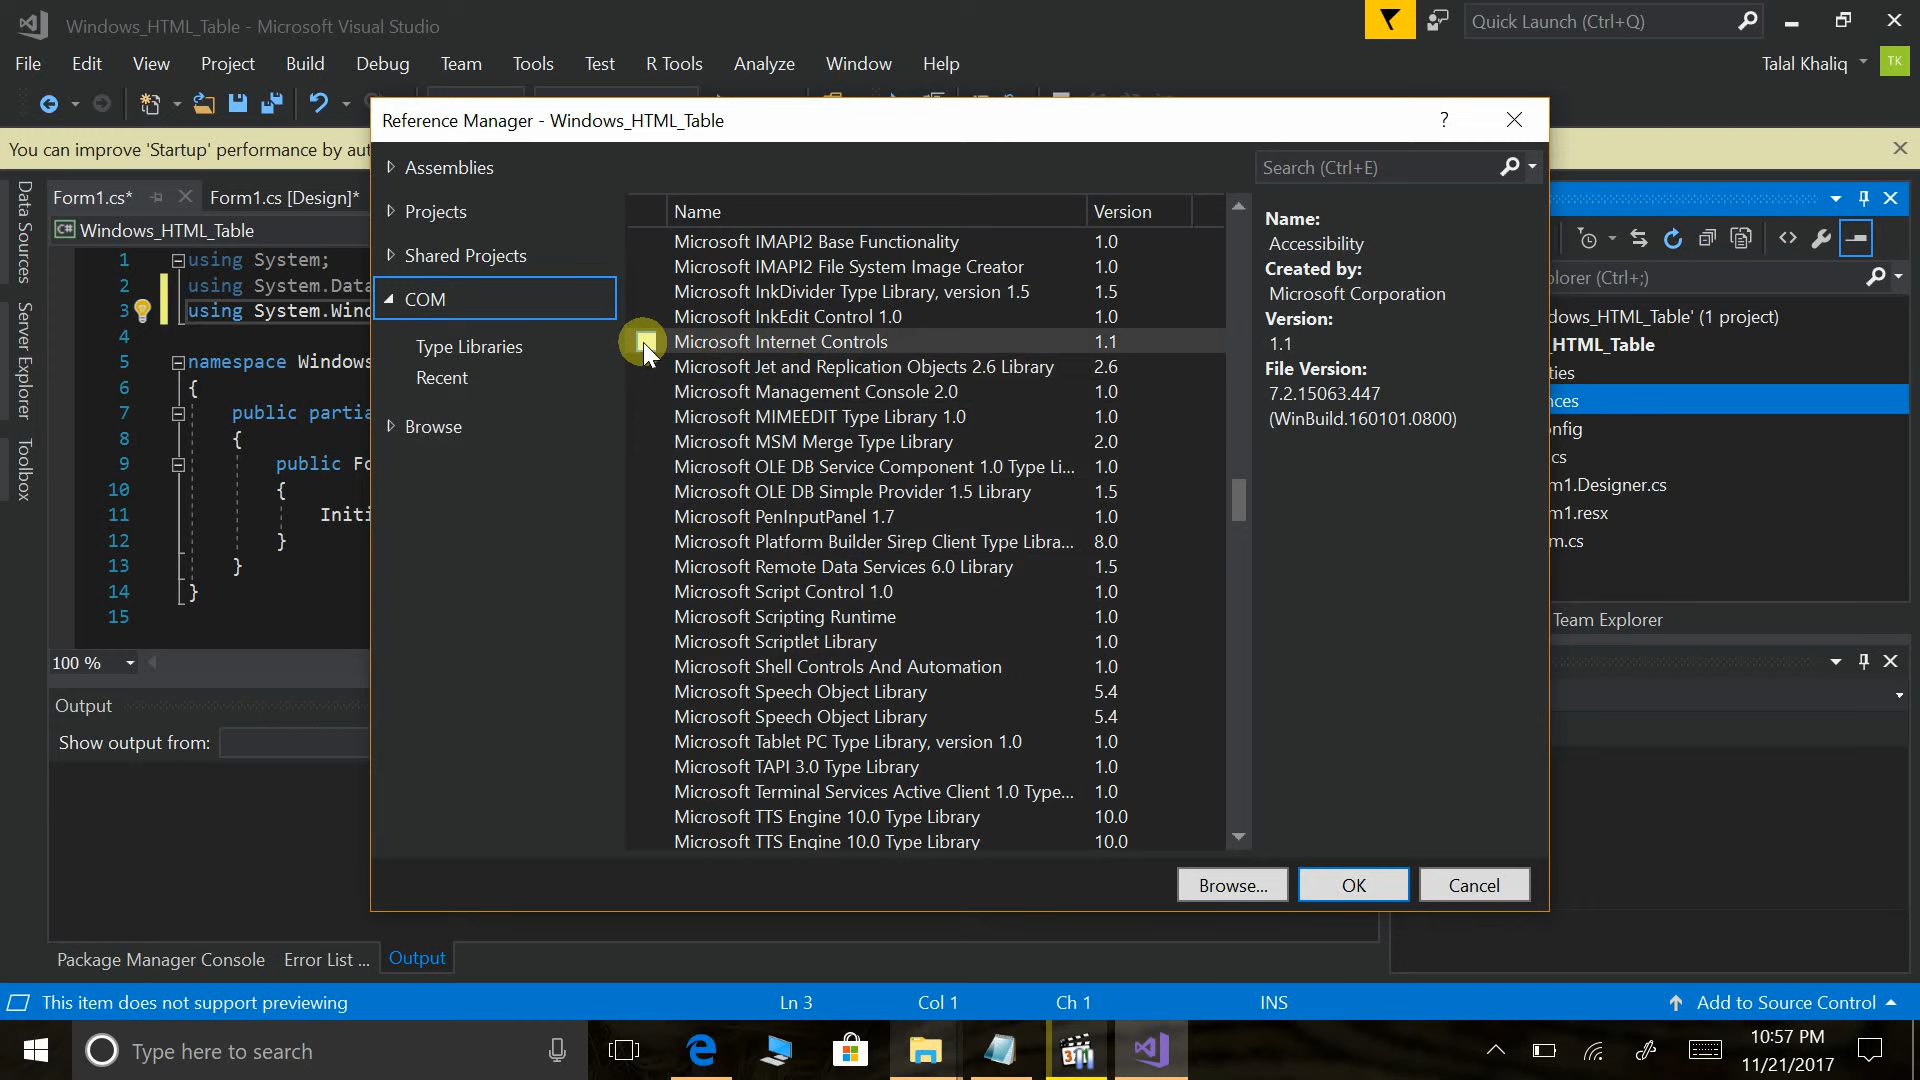 Windows_HTML_Table - Microsoft Visual Studio
Quick Launch (Ctrl+Q)
File Edit View Project Build Debug Team Tools Test R Tools Analyze Window Help
Talal Khaliq TK
Reference Manager - Windows_HTML_Table
?
You can improve 'Startup' performance by aut
Data Sources
Server Explorer
Toolbox
Form1.cs*
Form1.cs [Design]*
C# Windows_HTML_Table
1 using System;
2 using System.Data
3 using System.Wind
4
5 namespace Windows
6 {
7 public partia
8 {
9 public Fo
10 {
11 Initi
12 }
13 }
14 }
15
100 %
Output
Show output from:
Assemblies
Projects
Shared Projects
COM
Type Libraries
Recent
Browse
Search (Ctrl+E)
Name Version
Microsoft IMAPI2 Base Functionality 1.0
Microsoft IMAPI2 File System Image Creator 1.0
Microsoft InkDivider Type Library, version 1.5 1.5
Microsoft InkEdit Control 1.0 1.0
Microsoft Internet Controls 1.1
Microsoft Jet and Replication Objects 2.6 Library 2.6
Microsoft Management Console 2.0 1.0
Microsoft MIMEEDIT Type Library 1.0 1.0
Microsoft MSM Merge Type Library 2.0
Microsoft OLE DB Service Component 1.0 Type Li... 1.0
Microsoft OLE DB Simple Provider 1.5 Library 1.5
Microsoft PenInputPanel 1.7 1.0
Microsoft Platform Builder Sirep Client Type Libra... 8.0
Microsoft Remote Data Services 6.0 Library 1.5
Microsoft Script Control 1.0 1.0
Microsoft Scripting Runtime 1.0
Microsoft Scriptlet Library 1.0
Microsoft Shell Controls And Automation 1.0
Microsoft Speech Object Library 5.4
Microsoft Speech Object Library 5.4
Microsoft Tablet PC Type Library, version 1.0 1.0
Microsoft TAPI 3.0 Type Library 1.0
Microsoft Terminal Services Active Client 1.0 Type... 1.0
Microsoft TTS Engine 10.0 Type Library 10.0
Microsoft TTS Engine 10.0 Type Library 10.0
Name:
Accessibility
Created by:
Microsoft Corporation
Version:
1.1
File Version:
7.2.15063.447
(WinBuild.160101.0800)
Browse... OK Cancel
plorer (Ctrl+;)
dows_HTML_Table' (1 project)
_HTML_Table
ties
nces
onfig
cs
m1.Designer.cs
m1.resx
m.cs
Team Explorer
Package Manager Console Error List ... Output
This item does not support previewing
Ln 3 Col 1 Ch 1 INS
Add to Source Control
Type here to search
10:57 PM
11/21/2017